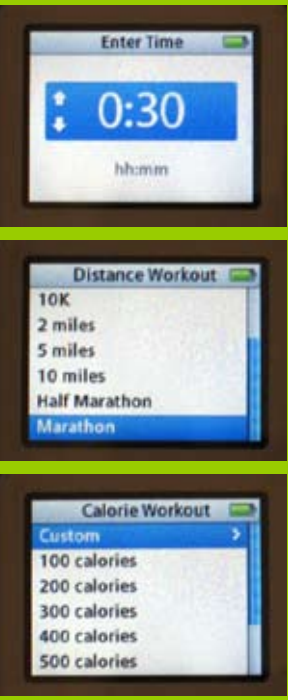 Enter Time
0:30
hh:mm
Distance Workout
10K
2 miles
5 miles
10 miles
Half Marathon
Marathon
Calorie Workout
Custom
100 calories
200 calories
300 calories
400 calories
500 calories